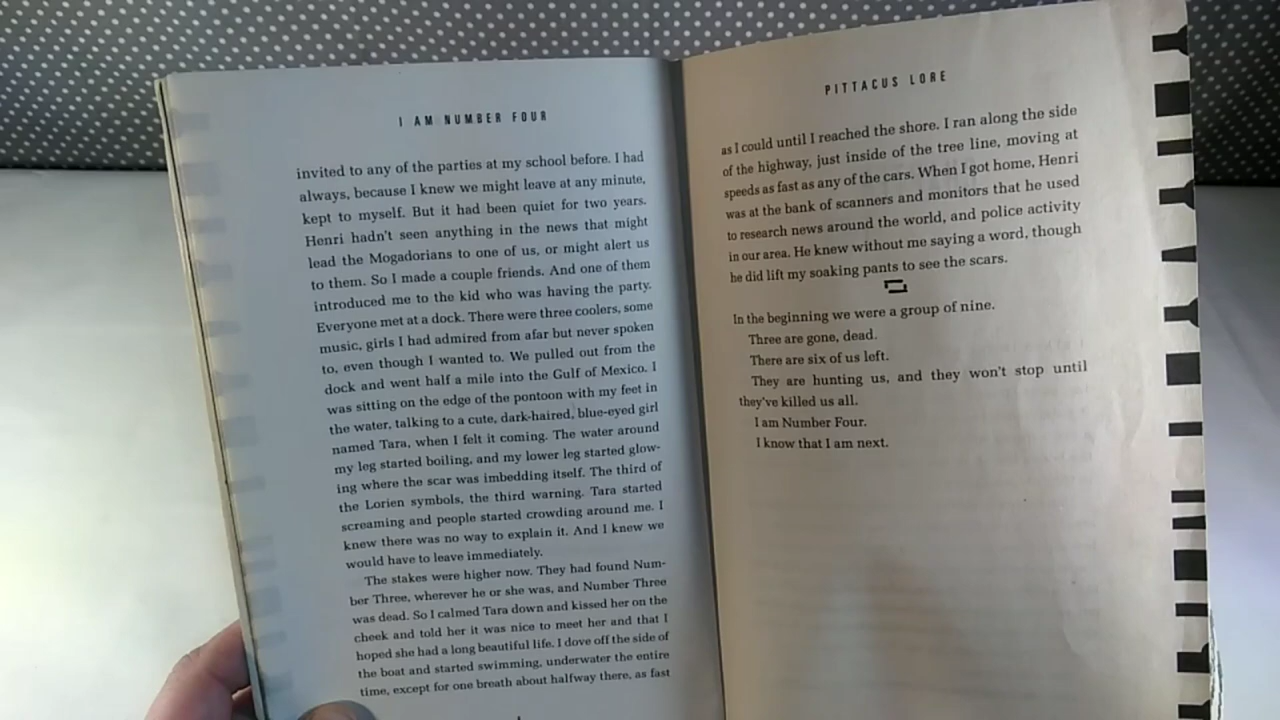 I AM NUMBER FOUR
invited to any of the parties at my school before. I had
always, because I knew we might leave at any minute,
kept to myself. But it had been quiet for two years.
Henri hadn't seen anything in the news that might
lead the Mogadorians to one of us, or might alert us
to them. So I made a couple friends. And one of them
introduced me to the kid who was having the party.
Everyone met at a dock. There were three coolers, some
music, girls I had admired from afar but never spoken
to, even though I wanted to. We pulled out from the
dock and went half a mile into the Gulf of Mexico. I
was sitting on the edge of the pontoon with my feet in
the water, talking to a cute, dark-haired, blue-eyed girl
named Tara, when I felt it coming. The water around
my leg started boiling, and my lower leg started glow-
ing where the scar was imbedding itself. The third of
the Lorien symbols, the third warning. Tara started
screaming and people started crowding around me. I
knew there was no way to explain it. And I knew we
would have to leave immediately.
The stakes were higher now. They had found Num-
ber Three, wherever he or she was, and Number Three
was dead. So I calmed Tara down and kissed her on the
cheek and told her it was nice to meet her and that I
hoped she had a long beautiful life. I dove off the side of
the boat and started swimming, underwater the entire
time, except for one breath about halfway there, as fast
PITTACUS LORE
as I could until I reached the shore. I ran along the side
of the highway, just inside of the tree line, moving at
speeds as fast as any of the cars. When I got home, Henri
was at the bank of scanners and monitors that he used
to research news around the world, and police activity
in our area. He knew without me saying a word, though
he did lift my soaking pants to see the scars.
In the beginning we were a group of nine.
Three are gone, dead.
There are six of us left.
They are hunting us, and they won't stop until
they've killed us all.
I am Number Four.
I know that I am next.